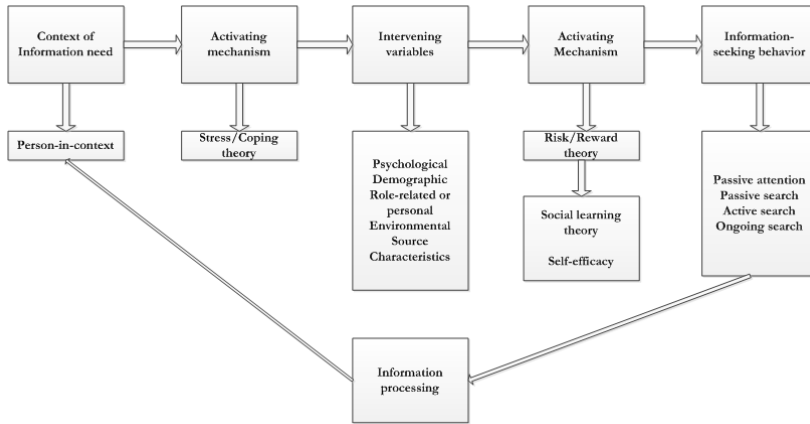 Context of
Information need
Activating
mechanism
Intervening
variables
Activating
Mechanism
Information-
seeking behavior
Person-in-context
Stress/Coping
theory
Psychological
Demographic
Role-related or
personal
Environmental
Source
Characteristics
Risk/Reward
theory
Social learning
theory
Self-efficacy
Passive attention
Passive search
Active search
Ongoing search
Information
processing